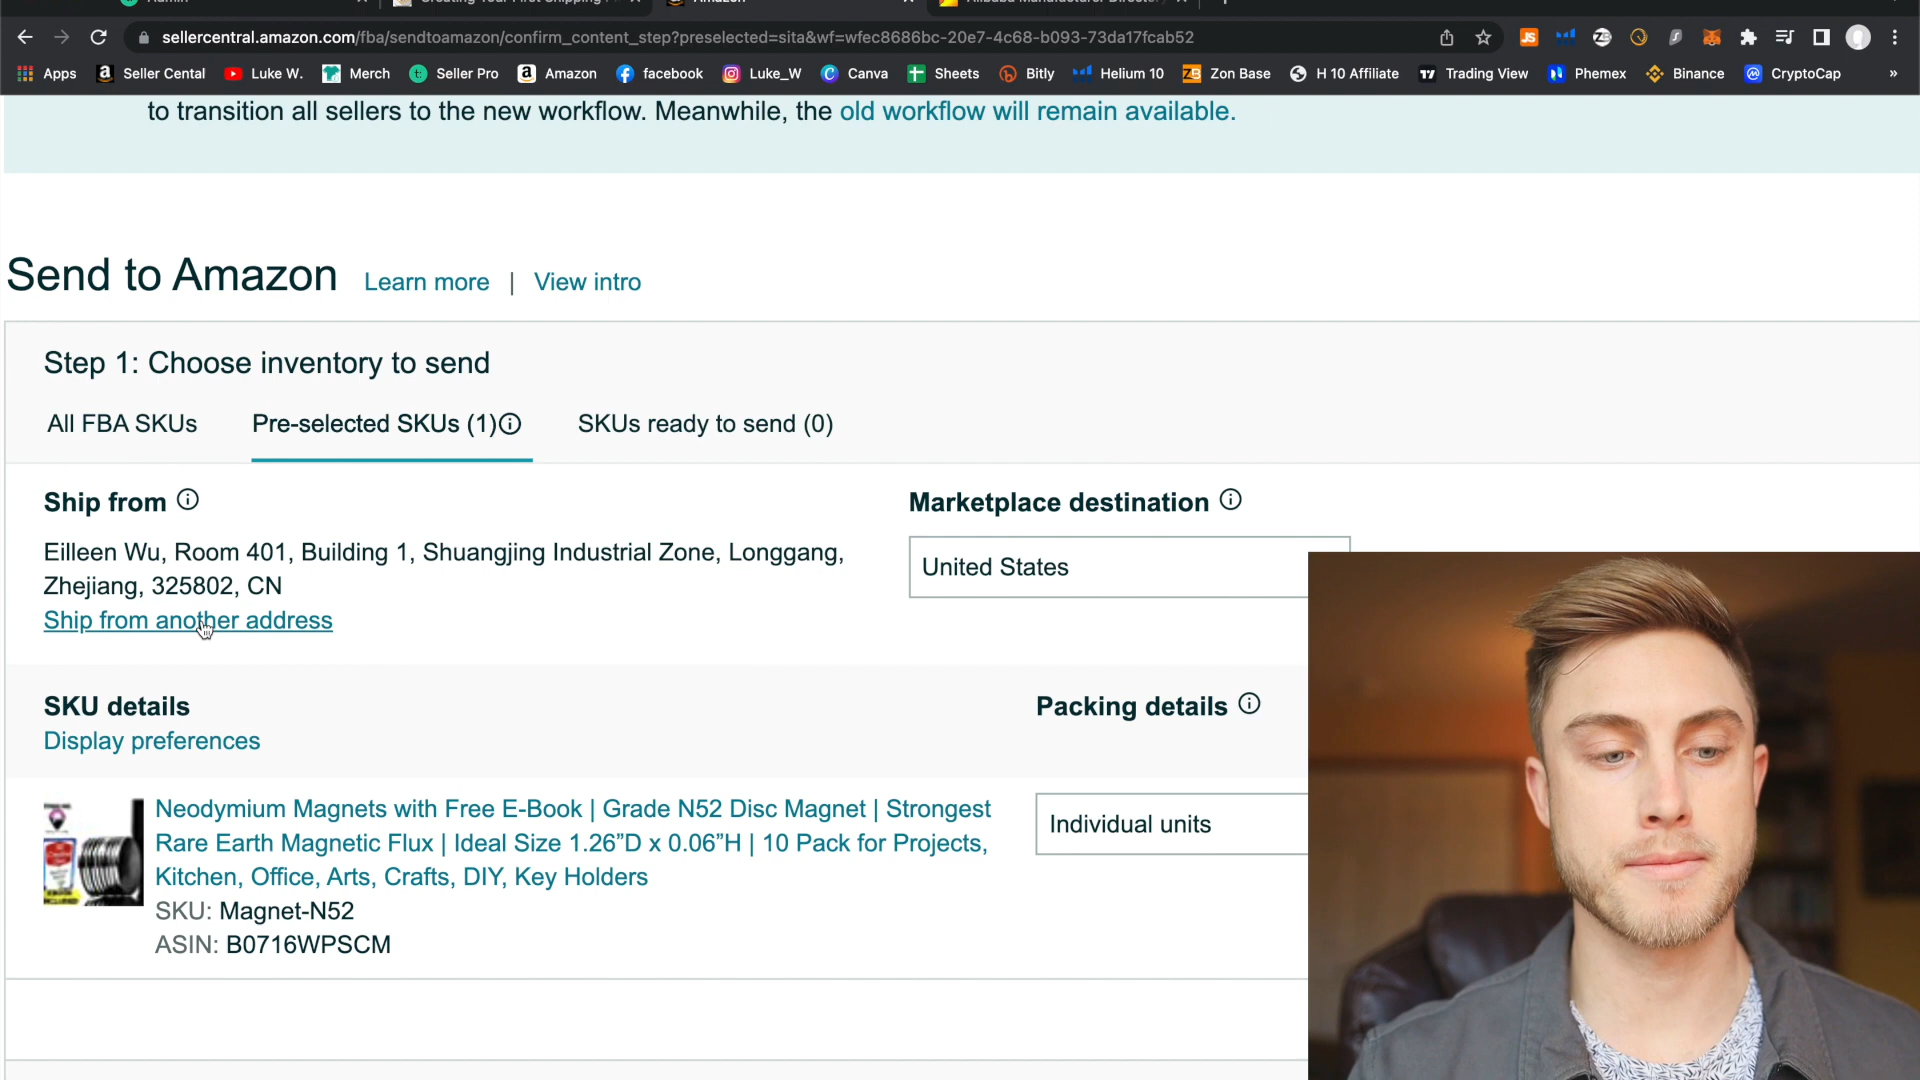 sellercentral.amazon.com/fba/sendtoamazon/confirm_content_step?preselected=sita&wf=wfec8686bc-20e7-4c68-b093-73da17fcab52
Apps Seller Cental Luke W. Merch Seller Pro Amazon facebook Luke_W Canva Sheets Bitly Helium 10 Zon Base H 10 Affiliate Trading View Phemex Binance CryptoCap »
to transition all sellers to the new workflow. Meanwhile, the old workflow will remain available.
Send to Amazon Learn more | View intro
Step 1: Choose inventory to send
All FBA SKUs Pre-selected SKUs (1) SKUs ready to send (0)
Ship from Marketplace destination
Eilleen Wu, Room 401, Building 1, Shuangjing Industrial Zone, Longgang,
Zhejiang, 325802, CN
United States
Ship from another address
SKU details Packing details
Display preferences
Neodymium Magnets with Free E-Book | Grade N52 Disc Magnet | Strongest
Rare Earth Magnetic Flux | Ideal Size 1.26”D x 0.06”H | 10 Pack for Projects,
Kitchen, Office, Arts, Crafts, DIY, Key Holders
Individual units
SKU: Magnet-N52
ASIN: B0716WPSCM